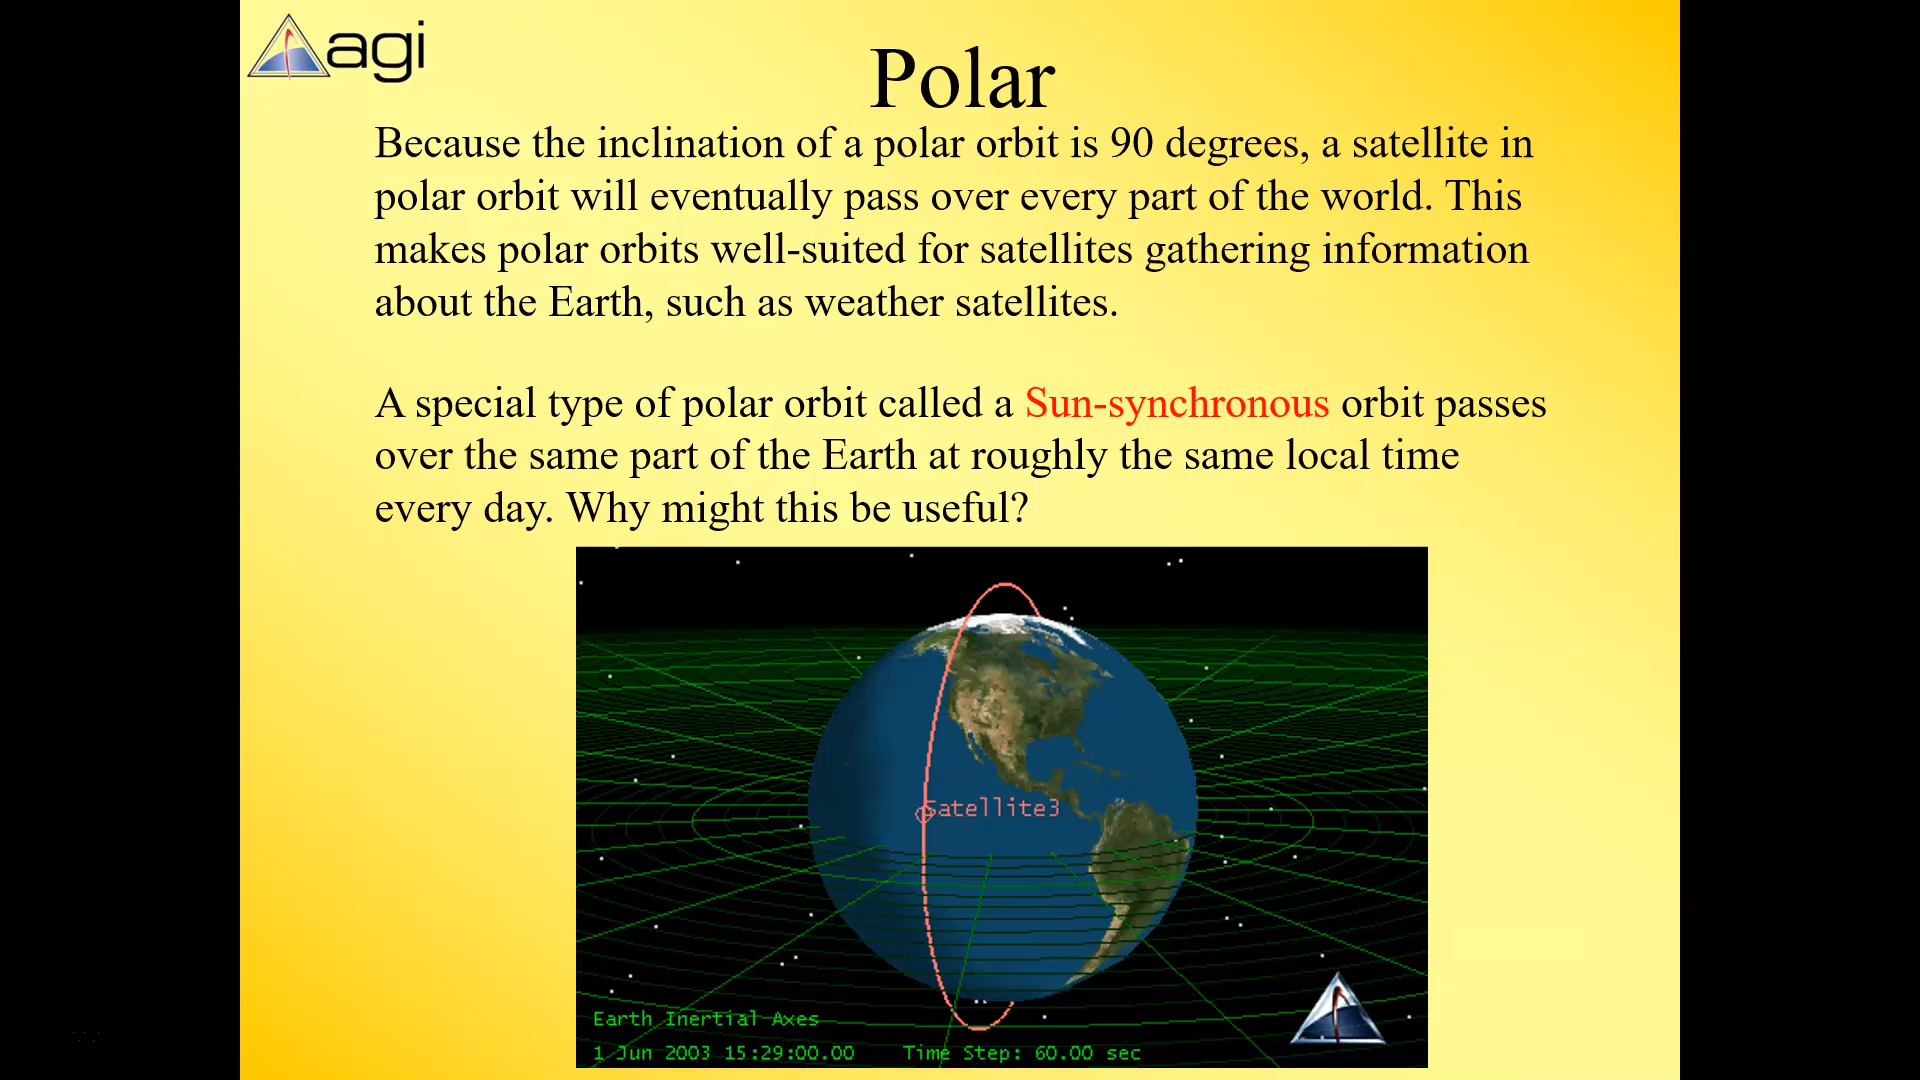 agi
Polar
Because the inclination of a polar orbit is 90 degrees, a satellite in
polar orbit will eventually pass over every part of the world. This
makes polar orbits well-suited for satellites gathering information
about the Earth, such as weather satellites.
A special type of polar orbit called a Sun-synchronous orbit passes
over the same part of the Earth at roughly the same local time
every day. Why might this be useful?
Satellite3
Earth Inertial Axes
1 Jun 2003 15:29:00.00 Time Step: 60.00 sec